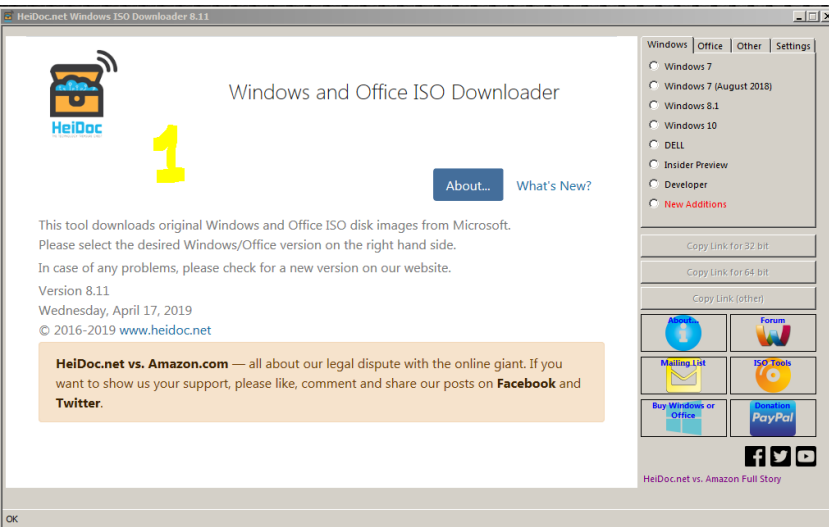 HeiDoc.net Windows ISO Downloader 8.11
HeiDoc
Windows and Office ISO Downloader
1
About... What's New?
This tool downloads original Windows and Office ISO disk images from Microsoft.
Please select the desired Windows/Office version on the right hand side.
In case of any problems, please check for a new version on our website.
Version 8.11
Wednesday, April 17, 2019
© 2016-2019 www.heidoc.net
HeiDoc.net vs. Amazon.com — all about our legal dispute with the online giant. If you
want to show us your support, please like, comment and share our posts on Facebook and
Twitter.
Windows Office Other Settings
Windows 7
Windows 7 (August 2018)
Windows 8.1
Windows 10
DELL
Insider Preview
Developer
New Additions
Copy Link for 32 bit
Copy Link for 64 bit
Copy Link (other)
About... Forum
Mailing List ISO Tools
Buy Windows or
Office
Donation
PayPal
HeiDoc.net vs. Amazon Full Story
OK